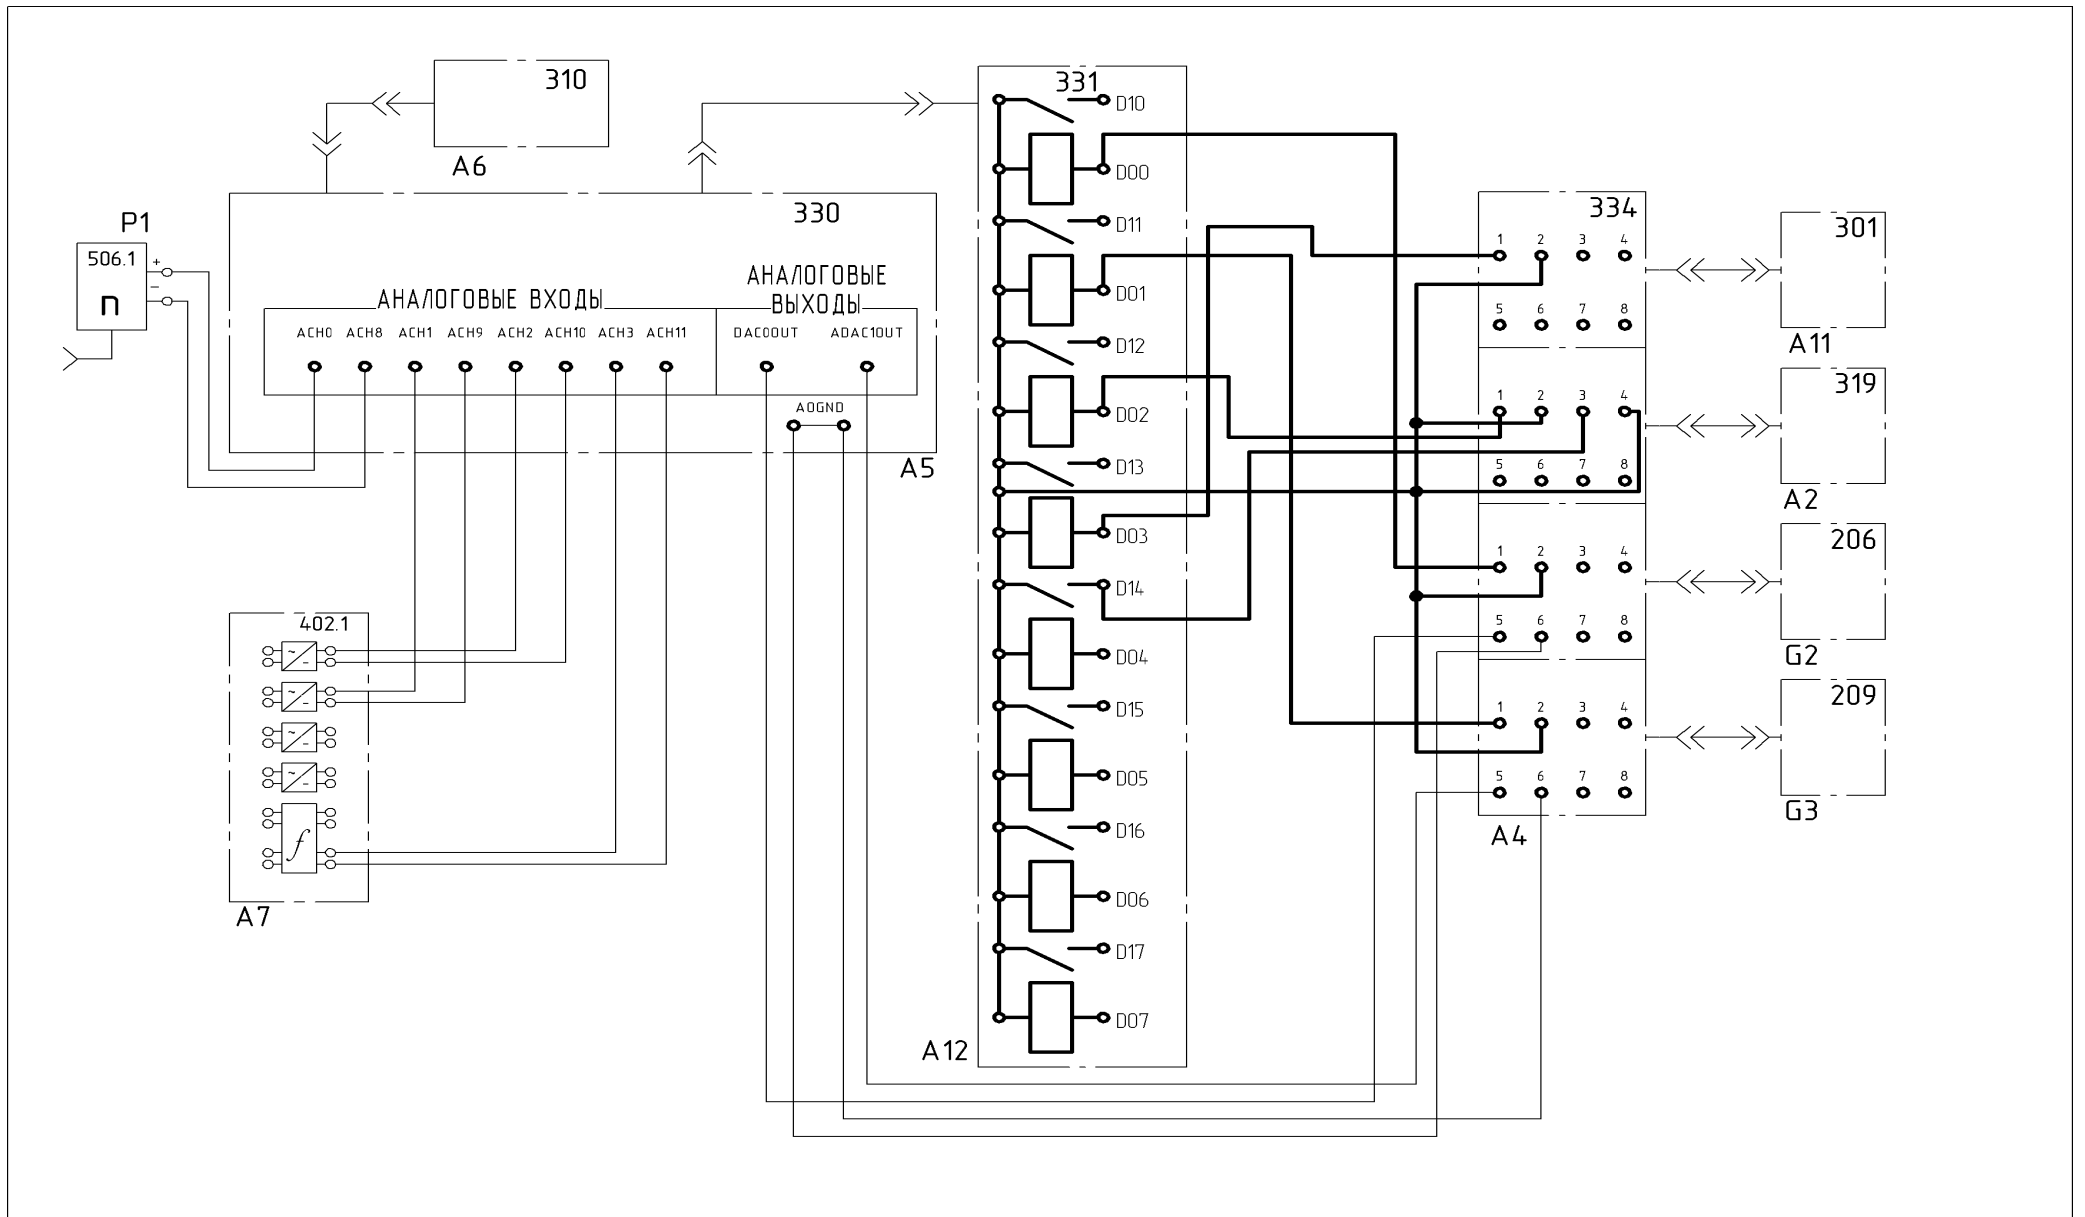 310
A6
P1
506.1
+
−
n
330
АНАЛОГОВЫЕ ВХОДЫ
АНАЛОГОВЫЕ
ВЫХОДЫ
ACH0 ACH8 ACH1 ACH9 ACH2 ACH10 ACH3 ACH11 DAC0OUT ADAC1OUT
AOGND
A5
402.1
~ −
~ −
~ −
~ −
f
A7
331
D10
D00
D11
D01
D12
D02
D13
D03
D14
D04
D15
D05
D16
D06
D17
D07
A12
334
1 2 3 4
5 6 7 8
1 2 3 4
5 6 7 8
1 2 3 4
5 6 7 8
1 2 3 4
5 6 7 8
A4
301
A11
319
A2
206
G2
209
G3